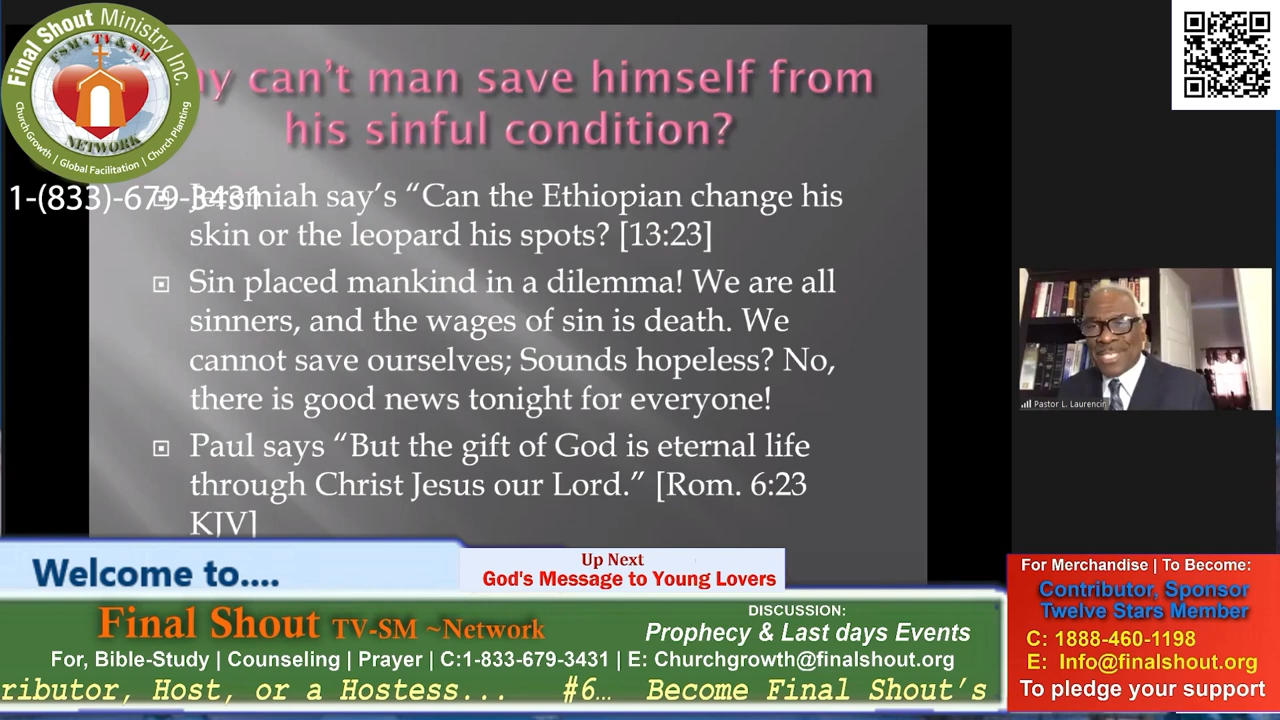 Final Shout Ministry Inc.
FSM's TV & SM
NETWORK
Church Growth | Global Facilitation | Church Planting
1-(833)-679-3431
can't man save himself from
his sinful condition?
Jeremiah say's “Can the Ethiopian change his
skin or the leopard his spots? [13:23]
Sin placed mankind in a dilemma! We are all
sinners, and the wages of sin is death. We
cannot save ourselves; Sounds hopeless? No,
there is good news tonight for everyone!
Paul says “But the gift of God is eternal life
through Christ Jesus our Lord.” [Rom. 6:23
KJV]
Pastor L. Laurencin
Welcome to....
Up Next
God's Message to Young Lovers
Final Shout TV-SM ~Network
DISCUSSION:
Prophecy & Last days Events
For, Bible-Study | Counseling | Prayer | C:1-833-679-3431 | E: Churchgrowth@finalshout.org
ributor, Host, or a Hostess... #6… Become Final Shout's
For Merchandise | To Become:
Contributor, Sponsor
Twelve Stars Member
C: 1888-460-1198
E: Info@finalshout.org
To pledge your support